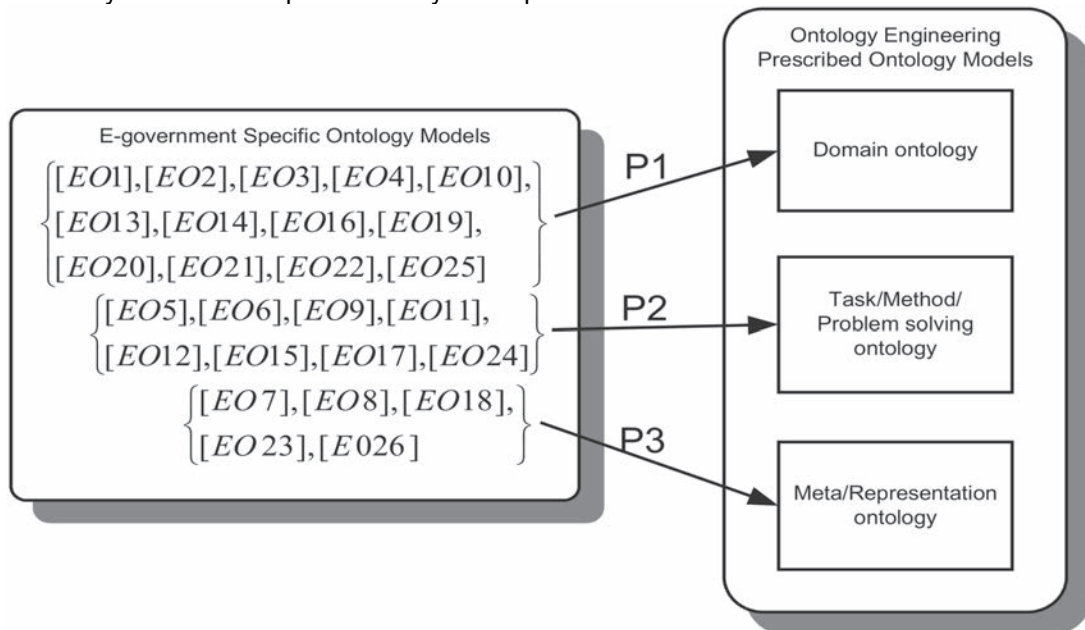 E-government Specific Ontology Models
[EO1],[EO2],[EO3],[EO4],[EO10],
[EO13],[EO14],[EO16],[EO19],
[EO20],[EO21],[EO22],[EO25]
[EO5],[EO6],[EO9],[EO11],
[EO12],[EO15],[EO17],[EO24]
[EO7],[EO8],[EO18],
[EO23],[E026]
P1
P2
P3
Ontology Engineering
Prescribed Ontology Models
Domain ontology
Task/Method/
Problem solving
ontology
Meta/Representation
ontology